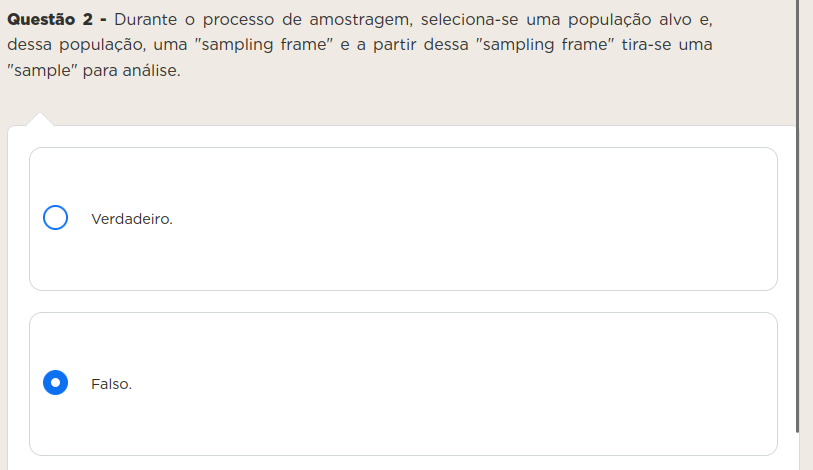 Questão 2 - Durante o processo de amostragem, seleciona-se uma população alvo e,
dessa população, uma "sampling frame" e a partir dessa "sampling frame" tira-se uma
"sample" para análise.
Verdadeiro.
Falso.